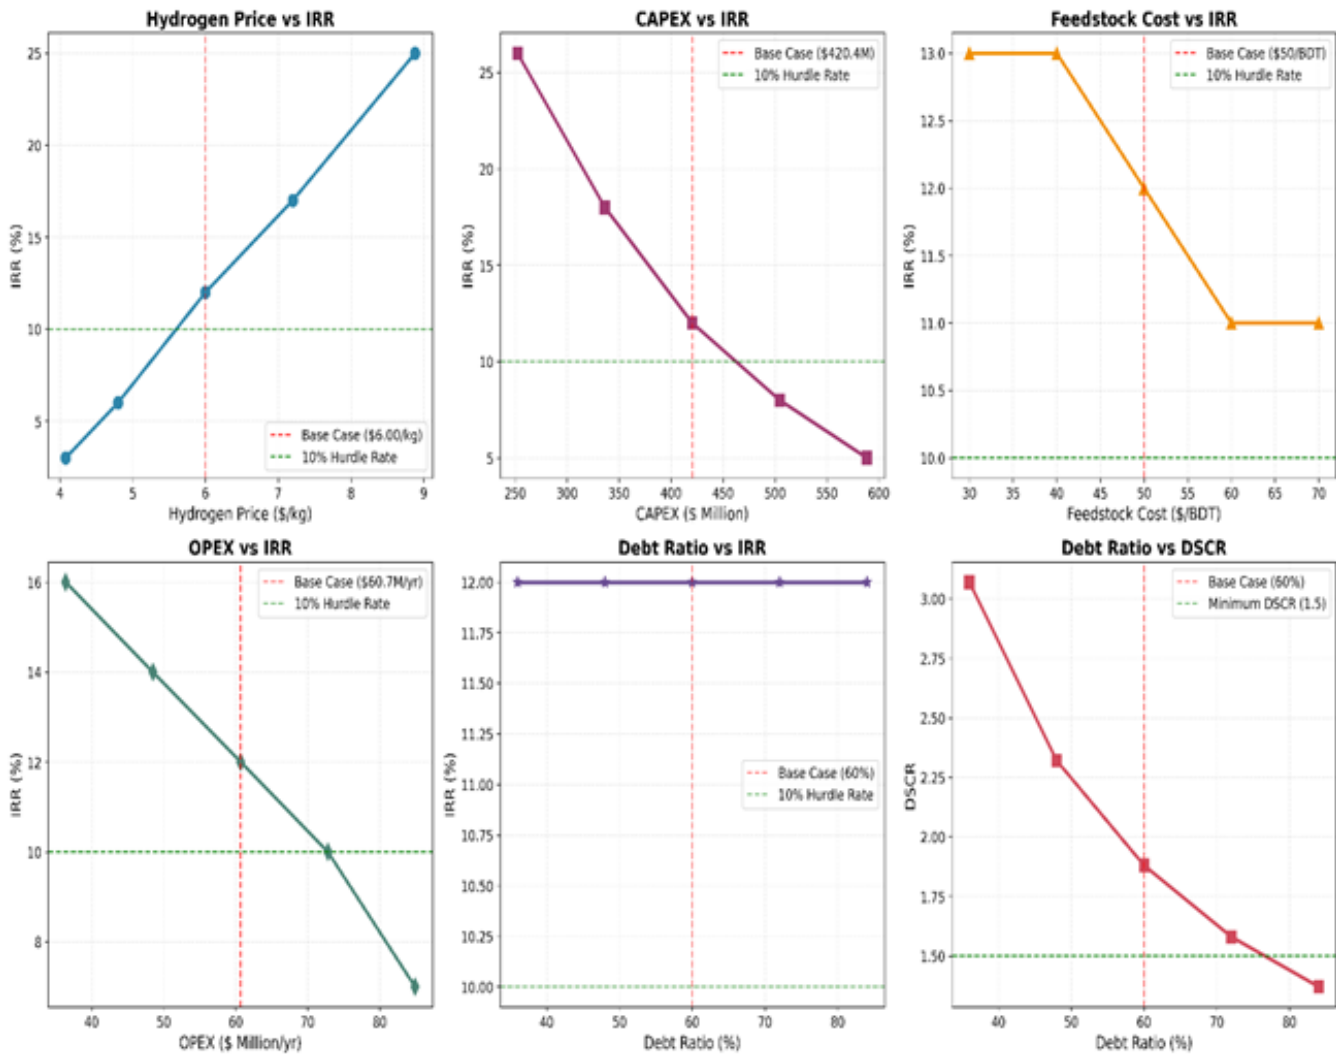 Hydrogen Price vs IRR
25
20
15
10
5
IRR (%)
4 5 6 7 8 9
Hydrogen Price ($/kg)
Base Case ($6.00/kg)
10% Hurdle Rate
CAPEX vs IRR
25
20
15
10
5
IRR (%)
250 300 350 400 450 500 550 600
CAPEX ($ Million)
Base Case ($420.4M)
10% Hurdle Rate
Feedstock Cost vs IRR
13.0
12.5
12.0
11.5
11.0
10.5
10.0
IRR (%)
30 35 40 45 50 55 60 65 70
Feedstock Cost ($/BDT)
Base Case ($50/BDT)
10% Hurdle Rate
OPEX vs IRR
16
14
12
10
8
IRR (%)
40 50 60 70 80
OPEX ($ Million/yr)
Base Case ($60.7M/yr)
10% Hurdle Rate
Debt Ratio vs IRR
12.00
11.75
11.50
11.25
11.00
10.75
10.50
10.25
10.00
IRR (%)
40 50 60 70 80
Debt Ratio (%)
Base Case (60%)
10% Hurdle Rate
Debt Ratio vs DSCR
3.00
2.75
2.50
2.25
2.00
1.75
1.50
DSCR
40 50 60 70 80
Debt Ratio (%)
Base Case (60%)
Minimum DSCR (1.5)